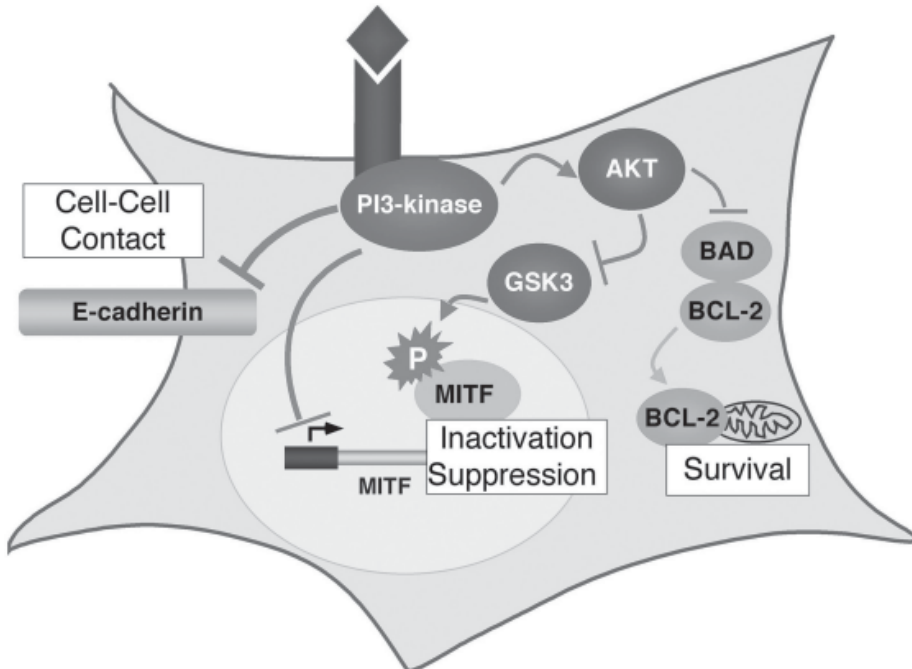 AKT
PI3-kinase
Cell-Cell
Contact
BAD
GSK3
E-cadherin
BCL-2
P
MITF
BCL-2
Inactivation
Suppression
Survival
MITF